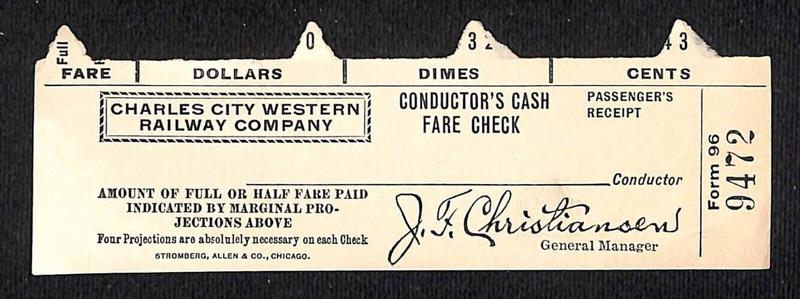 Full
0
3 2
3
FARE
DOLLARS
DIMES
CENTS
CHARLES CITY WESTERN
RAILWAY COMPANY
CONDUCTOR'S CASH
FARE CHECK
PASSENGER'S
RECEIPT
Form 96
9472
Conductor
AMOUNT OF FULL OR HALF FARE PAID
INDICATED BY MARGINAL PRO-
JECTIONS ABOVE
Four Projections are absolulely necessary on each Check
STROMBERG, ALLEN & CO., CHICAGO.
J. F. Christiansen
General Manager